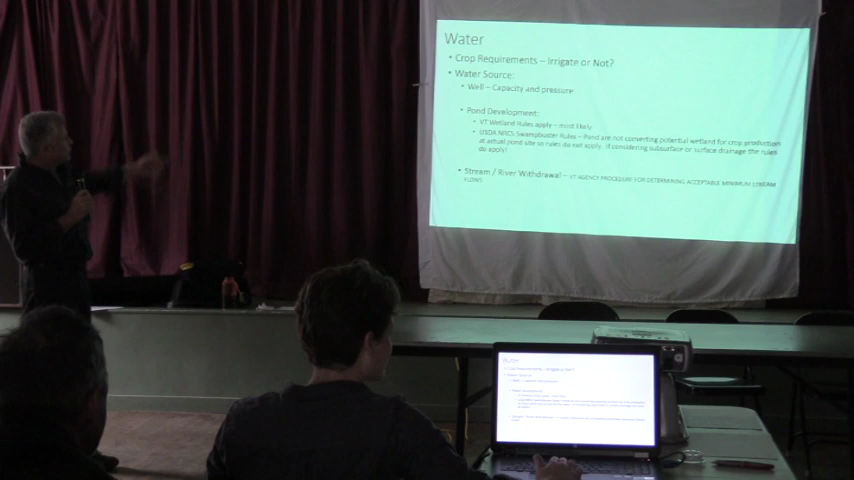 Water
• Crop Requirements – Irrigate or Not?
• Water Source:
• Well – Capacity and pressure
• Pond Development:
• VT Wetland Rules apply – most likely
• USDA NRCS Swampbuster Rules – Pond are not converting potential wetland for crop production
at actual pond site so rules do not apply. If considering subsurface or surface drainage the rules
do apply!
• Stream / River Withdrawal – VT AGENCY PROCEDURE FOR DETERMINING ACCEPTABLE MINIMUM STREAM
FLOWS
Water